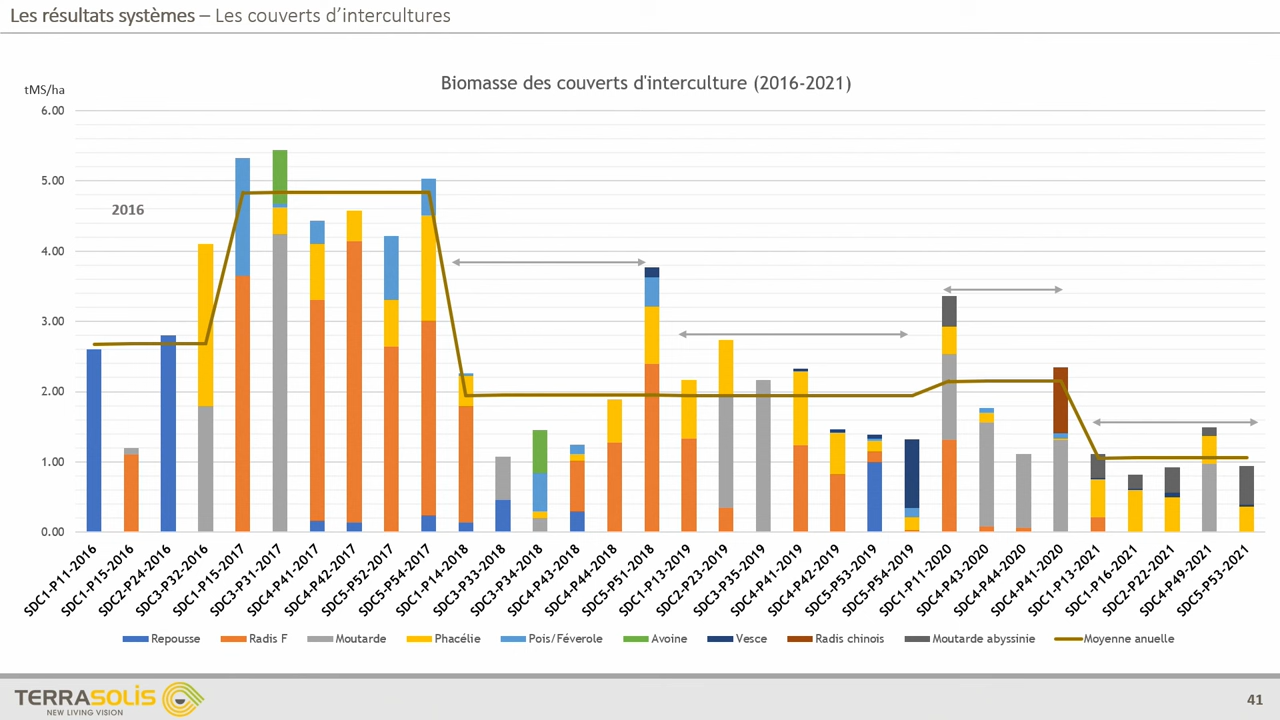 Les résultats systèmes – Les couverts d'intercultures
Biomasse des couverts d'interculture (2016-2021)
tMS/ha
6.00
5.00
4.00
3.00
2.00
1.00
0.00
2016
SDC1-P11-2016
SDC1-P15-2016
SDC2-P24-2016
SDC3-P32-2016
SDC1-P15-2017
SDC3-P31-2017
SDC4-P41-2017
SDC4-P42-2017
SDC5-P52-2017
SDC5-P54-2017
SDC1-P14-2018
SDC3-P33-2018
SDC3-P34-2018
SDC4-P43-2018
SDC4-P44-2018
SDC5-P51-2018
SDC1-P13-2019
SDC2-P23-2019
SDC3-P35-2019
SDC4-P41-2019
SDC4-P42-2019
SDC5-P53-2019
SDC5-P54-2019
SDC1-P11-2020
SDC4-P43-2020
SDC4-P44-2020
SDC4-P41-2020
SDC1-P13-2021
SDC1-P16-2021
SDC2-P22-2021
SDC4-P49-2021
SDC5-P53-2021
Repousse
Radis F
Moutarde
Phacélie
Pois/Féverole
Avoine
Vesce
Radis chinois
Moutarde abyssinie
Moyenne anuelle
TERRASOLIS
NEW LIVING VISION
41